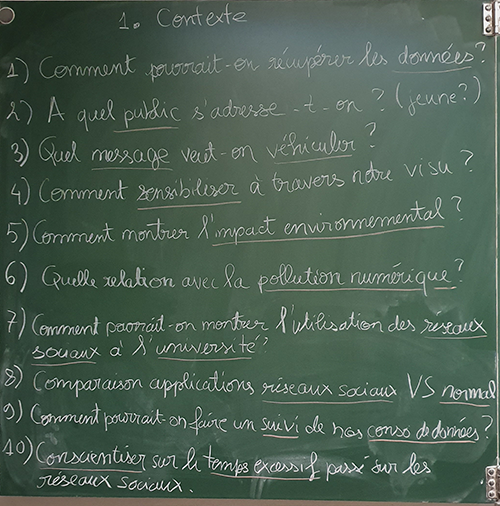 1. Contexte
1) Comment pourrait-on récupérer les données ?
2) A quel public s'adresse-t-on ? (jeune ?)
3) Quel message veut-on véhiculer ?
4) Comment sensibiliser à travers notre visu ?
5) Comment montrer l'impact environnemental ?
6) Quelle relation avec la pollution numérique ?
7) Comment pourrait-on montrer l'utilisation des reseaux
sociaux à l'université ?
8) Comparaison applications réseaux sociaux VS normal
9) Comment pourrait-on faire un suivi de nos conso de données ?
10) Conscientiser sur le temps excessif passé sur les
réseaux sociaux.